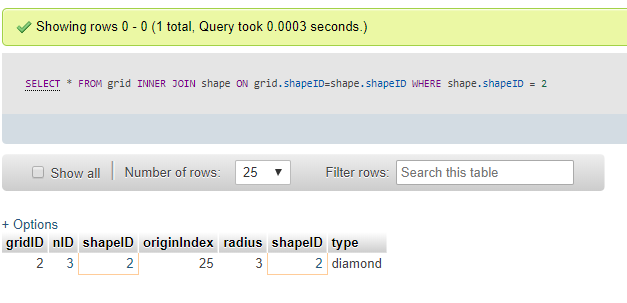 Showing rows 0 - 0 (1 total, Query took 0.0003 seconds.)
SELECT * FROM grid INNER JOIN shape ON grid.shapeID=shape.shapeID WHERE shape.shapeID = 2
Show all Number of rows: 25 Filter rows: Search this table
+ Options
gridID nID shapeID originIndex radius shapeID type
2 3 2 25 3 2 diamond